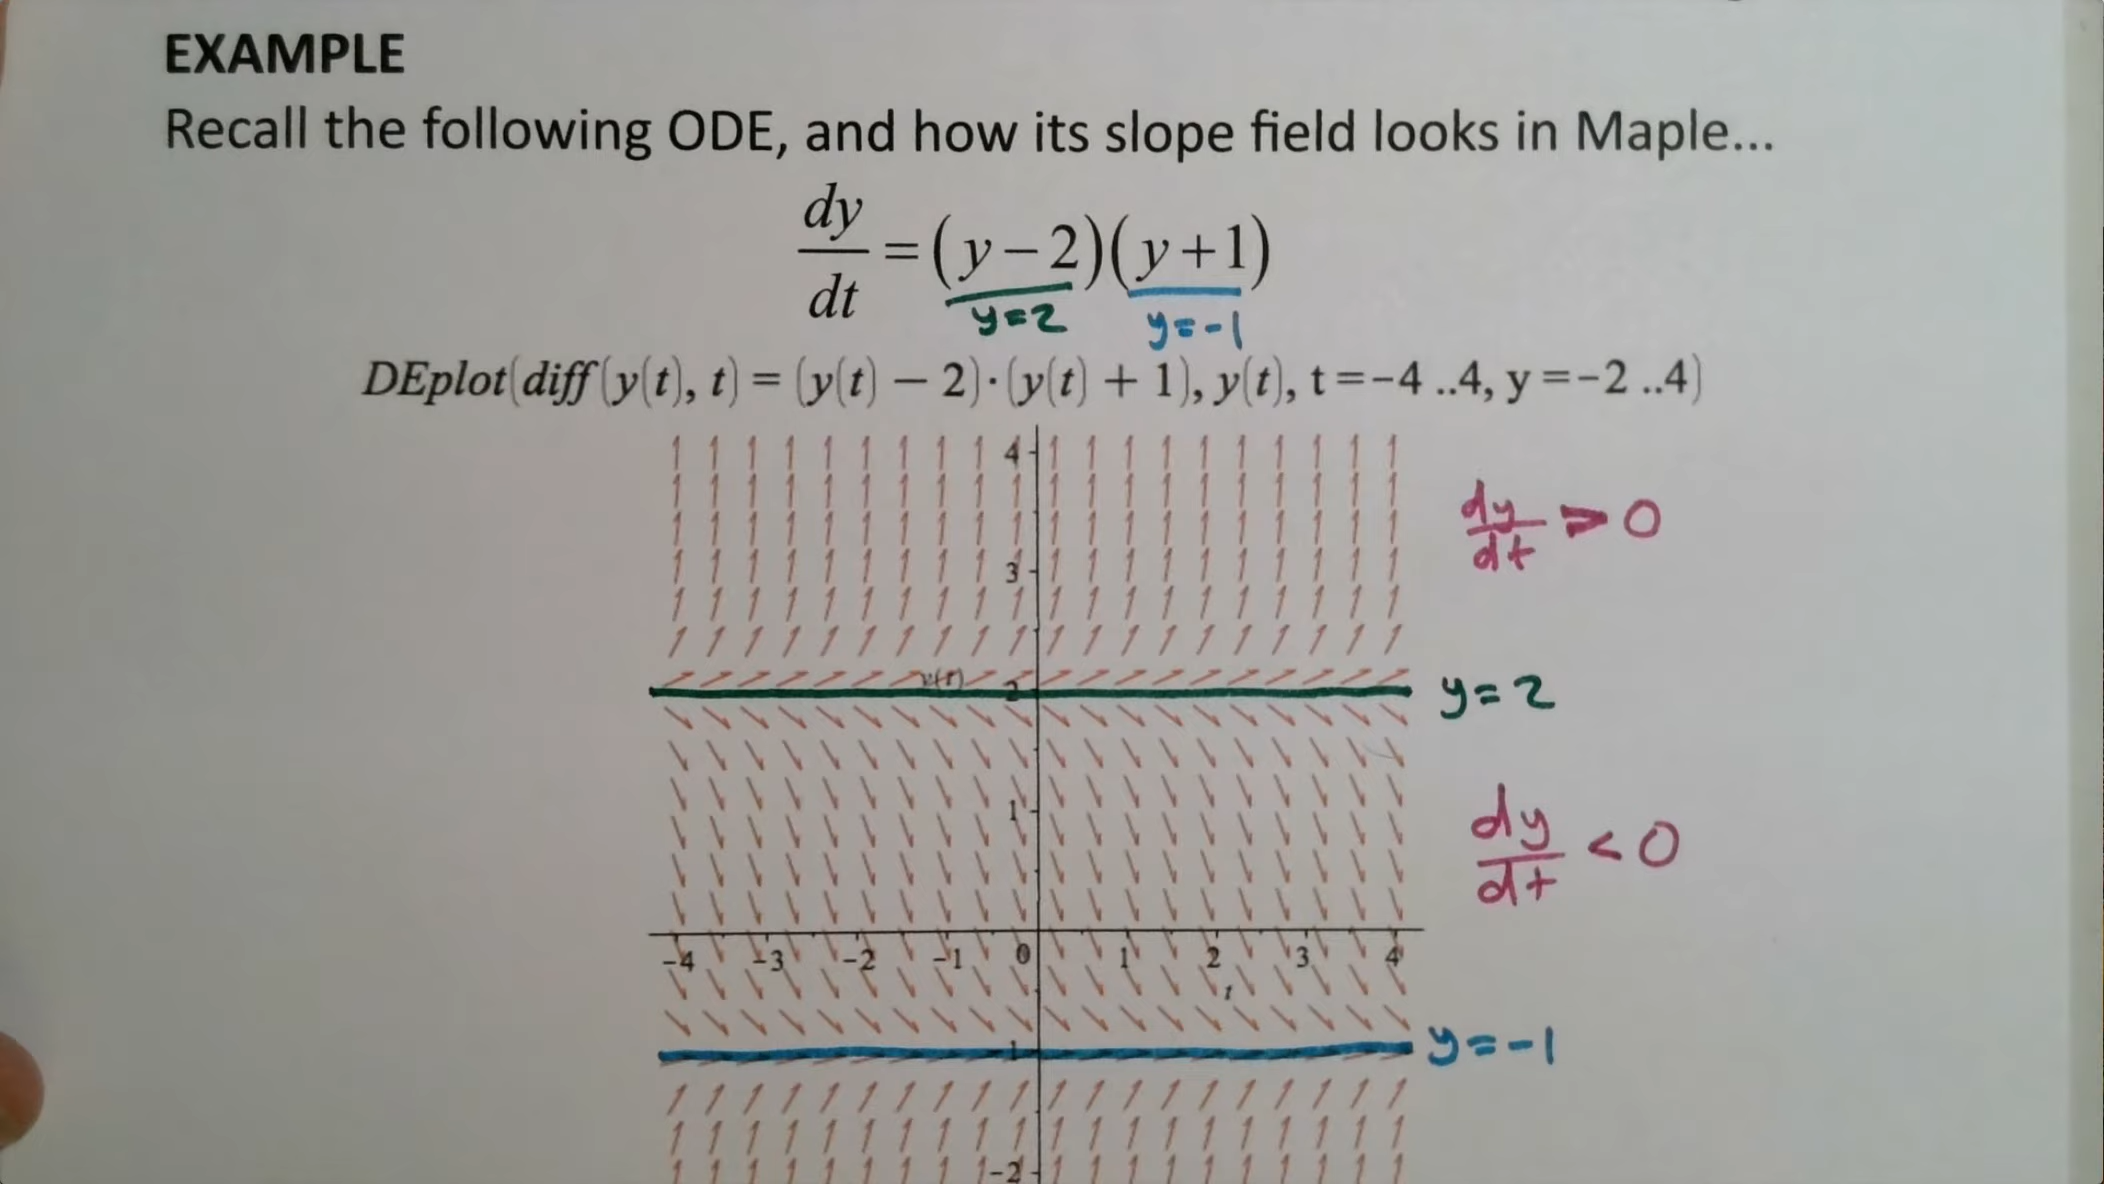 EXAMPLE
Recall the following ODE, and how its slope field looks in Maple...
dy/dt = (y − 2)(y + 1)
y=2 y=-1
DEplot(diff(y(t), t) = (y(t) − 2)·(y(t) + 1), y(t), t = −4 ..4, y = −2 ..4)
4
dy/dt > 0
3
y(t) 2 y=2
1
dy/dt < 0
-4 -3 -2 -1 0 1 2 3 4
t
1 y=-1
-2